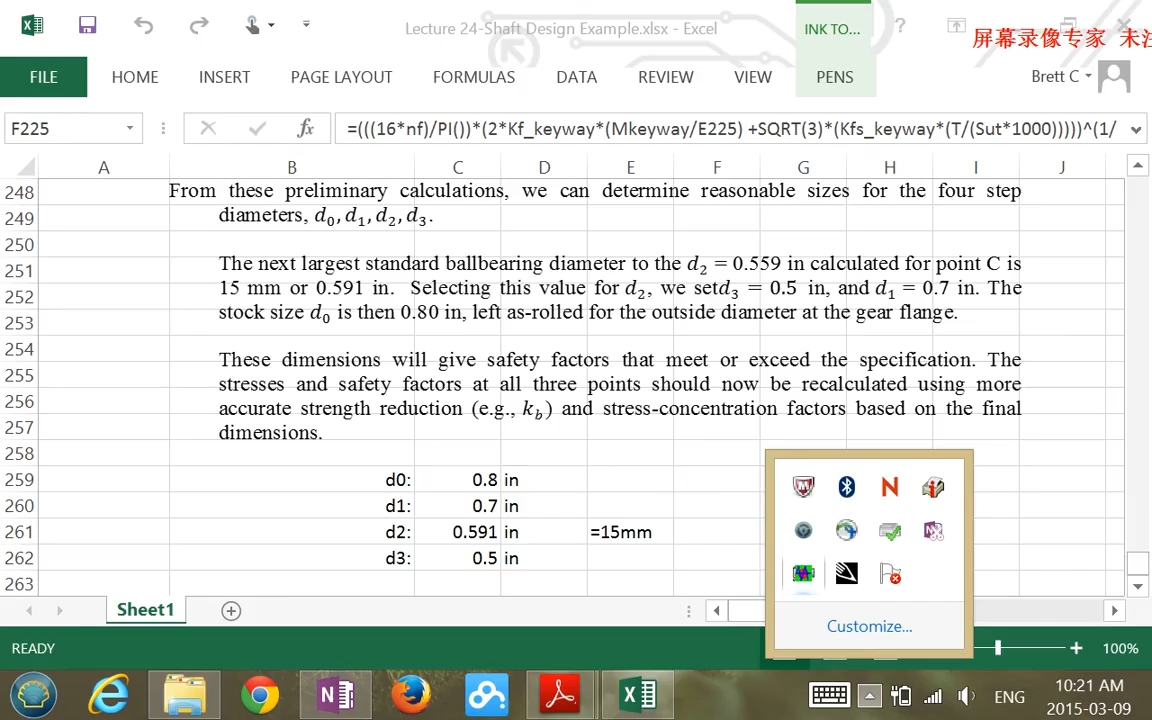 Lecture 24-Shaft Design Example.xlsx - Excel
INK TO...
?
屏幕录像专家 未
FILE HOME INSERT PAGE LAYOUT FORMULAS DATA REVIEW VIEW PENS Brett C
F225 fx =(((16*nf)/PI())*(2*Kf_keyway*(Mkeyway/E225) +SQRT(3)*(Kfs_keyway*(T/(Sut*1000)))))^(1/
A B C D E F G H I J
248 From these preliminary calculations, we can determine reasonable sizes for the four step
249 diameters, d₀, d₁, d₂, d₃.
250
251 The next largest standard ballbearing diameter to the d₂ = 0.559 in calculated for point C is
252 15 mm or 0.591 in. Selecting this value for d₂, we setd₃ = 0.5 in, and d₁ = 0.7 in. The
253 stock size d₀ is then 0.80 in, left as-rolled for the outside diameter at the gear flange.
254
255 These dimensions will give safety factors that meet or exceed the specification. The
256 stresses and safety factors at all three points should now be recalculated using more
257 accurate strength reduction (e.g., k_b) and stress-concentration factors based on the final
dimensions.
258
259 d0: 0.8 in
260 d1: 0.7 in
261 d2: 0.591 in =15mm
262 d3: 0.5 in
263
Customize...
Sheet1
READY 100%
ENG 10:21 AM
2015-03-09